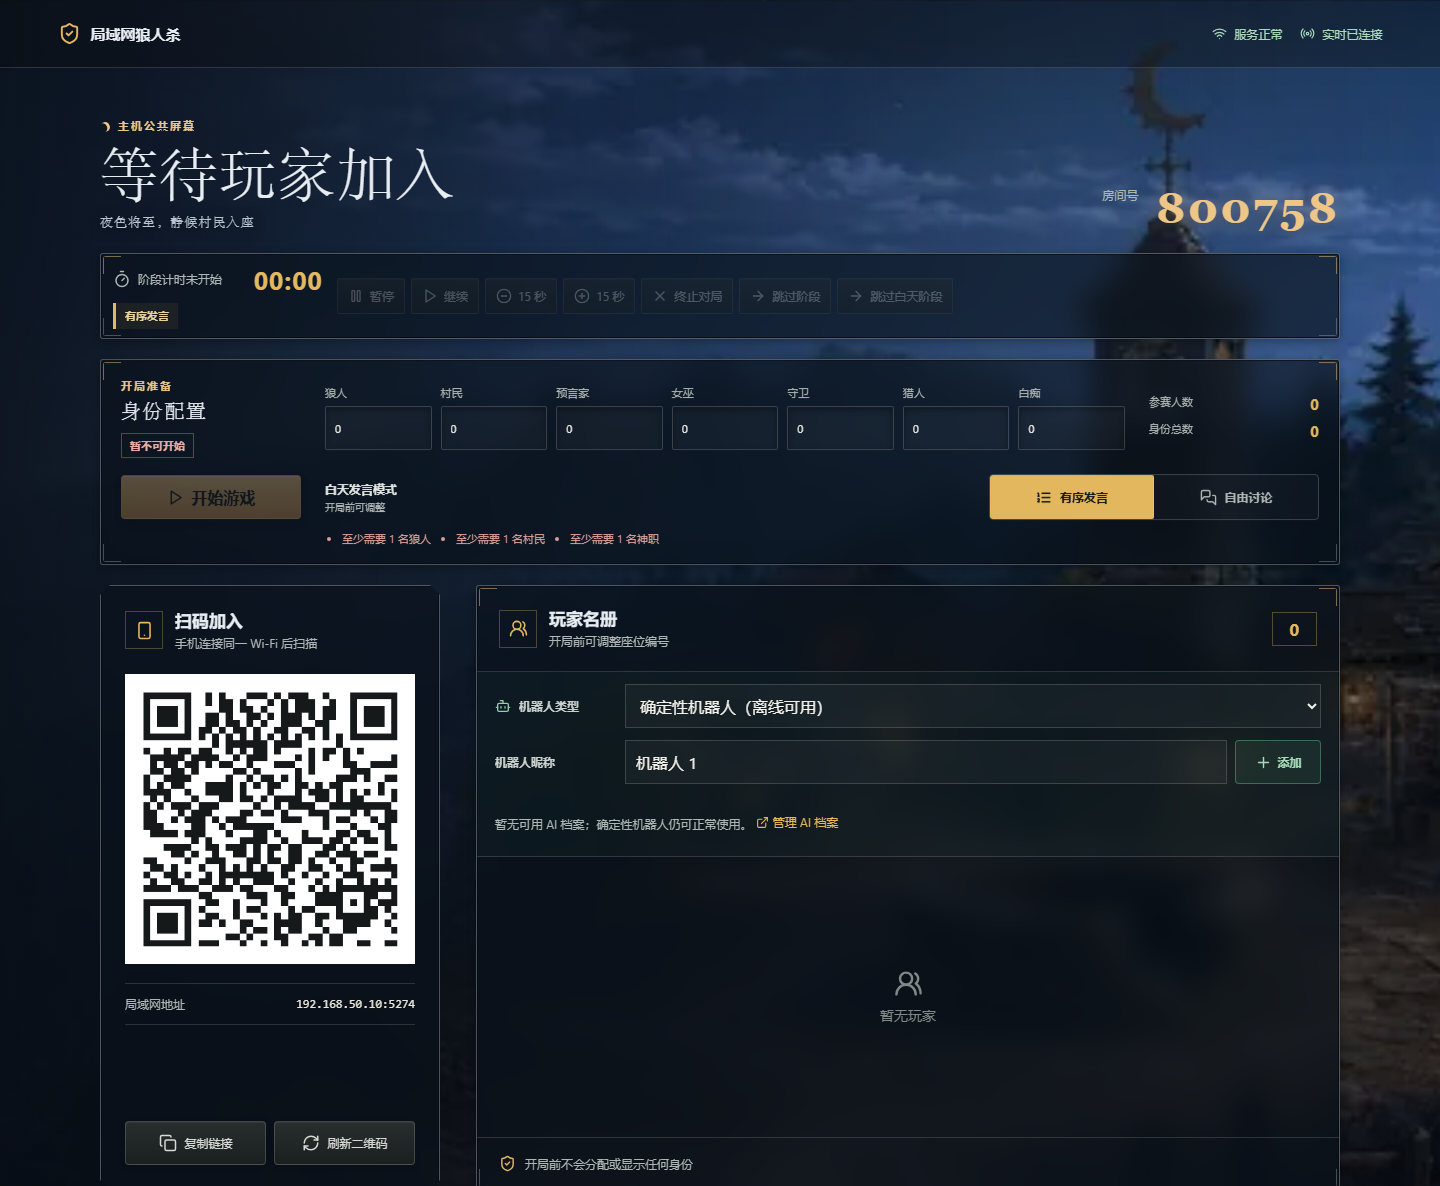 局域网狼人杀
服务正常
实时已连接
主机公共屏幕
等待玩家加入
夜色将至，静候村民入座
房间号 800758
阶段计时未开始 00:00
有序发言
暂停
继续
15 秒
15 秒
终止对局
跳过阶段
跳过白天阶段
开局准备
身份配置
暂不可开始
狼人 村民 预言家 女巫 守卫 猎人 白痴
0 0 0 0 0 0 0
参赛人数 0
身份总数 0
开始游戏
白天发言模式
开局前可调整
有序发言
自由讨论
• 至少需要 1 名狼人 • 至少需要 1 名村民 • 至少需要 1 名神职
扫码加入
手机连接同一 Wi-Fi 后扫描
局域网地址 192.168.50.10:5274
复制链接
刷新二维码
玩家名册
开局前可调整座位编号
0
机器人类型 确定性机器人（离线可用）
机器人昵称 机器人 1
添加
暂无可用 AI 档案；确定性机器人仍可正常使用。 管理 AI 档案
暂无玩家
开局前不会分配或显示任何身份